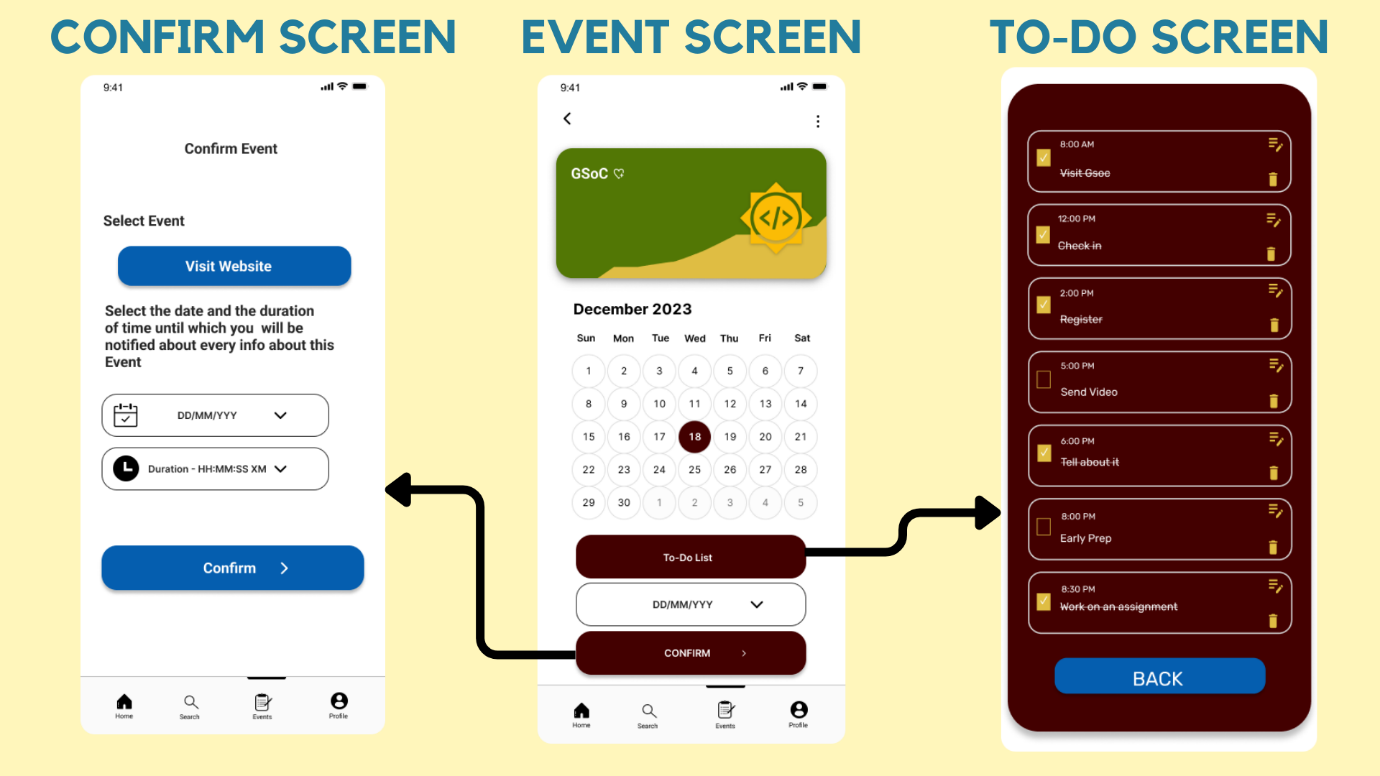 CONFIRM SCREEN
EVENT SCREEN
TO-DO SCREEN
9:41
Confirm Event
Select Event
Visit Website
Select the date and the duration
of time until which you will be
notified about every info about this
Event
DD/MM/YYY
Duration - HH:MM:SS XM
Confirm
Home
Search
Events
Profile
9:41
GSoC
</>
December 2023
Sun Mon Tue Wed Thu Fri Sat
1 2 3 4 5 6 7
8 9 10 11 12 13 14
15 16 17 18 19 20 21
22 23 24 25 26 27 28
29 30 1 2 3 4 5
To-Do List
DD/MM/YYY
CONFIRM
Home
Search
Events
Profile
8:00 AM
Visit Gsoc
12:00 PM
Check in
2:00 PM
Register
5:00 PM
Send Video
6:00 PM
Tell about it
8:00 PM
Early Prep
8:30 PM
Work on an assignment
BACK